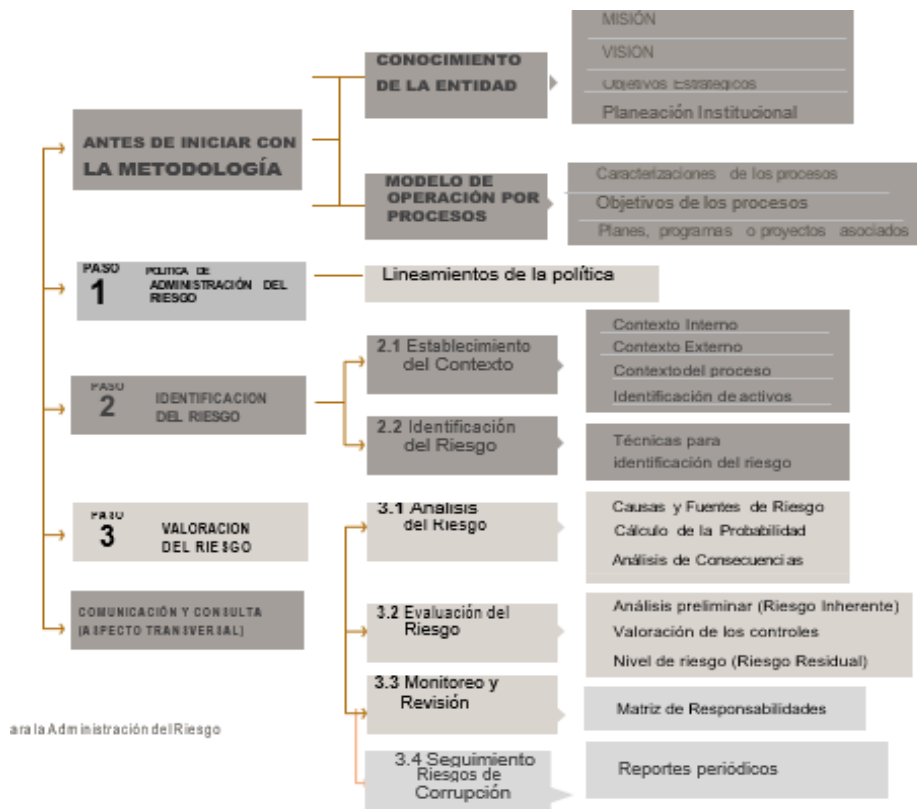 MISIÓN
VISION
Objetivos Estrategicos
Planeación Institucional
CONOCIMIENTO
DE LA ENTIDAD
ANTES DE INICIAR CON
LA METODOLOGÍA
MODELO DE
OPERACIÓN POR
PROCESOS
Caracterizaciones de los procesos
Objetivos de los procesos
Planes, programas o proyectos asociados
PASO
1
POLITICA DE
ADMINISTRACIÓN DEL
RIESGO
Lineamientos de la política
PASO
2
IDENTIFICACION
DEL RIESGO
2.1 Establecimiento
del Contexto
Contexto Interno
Contexto Externo
Contexto del proceso
Identificación de activos
2.2 Identificación
del Riesgo
Técnicas para
identificación del riesgo
PASO
3
VALORACION
DEL RIESGO
3.1 Análisis
del Riesgo
Causas y Fuentes de Riesgo
Cálculo de la Probabilidad
Análisis de Consecuencias
COMUNICACIÓN Y CONSULTA
(ASPECTO TRANSVERSAL)
3.2 Evaluación del
Riesgo
Análisis preliminar (Riesgo Inherente)
Valoración de los controles
Nivel de riesgo (Riesgo Residual)
3.3 Monitoreo y
Revisión
Matriz de Responsabilidades
3.4 Seguimiento
Riesgos de
Corrupción
Reportes periódicos
ara la Administración del Riesgo